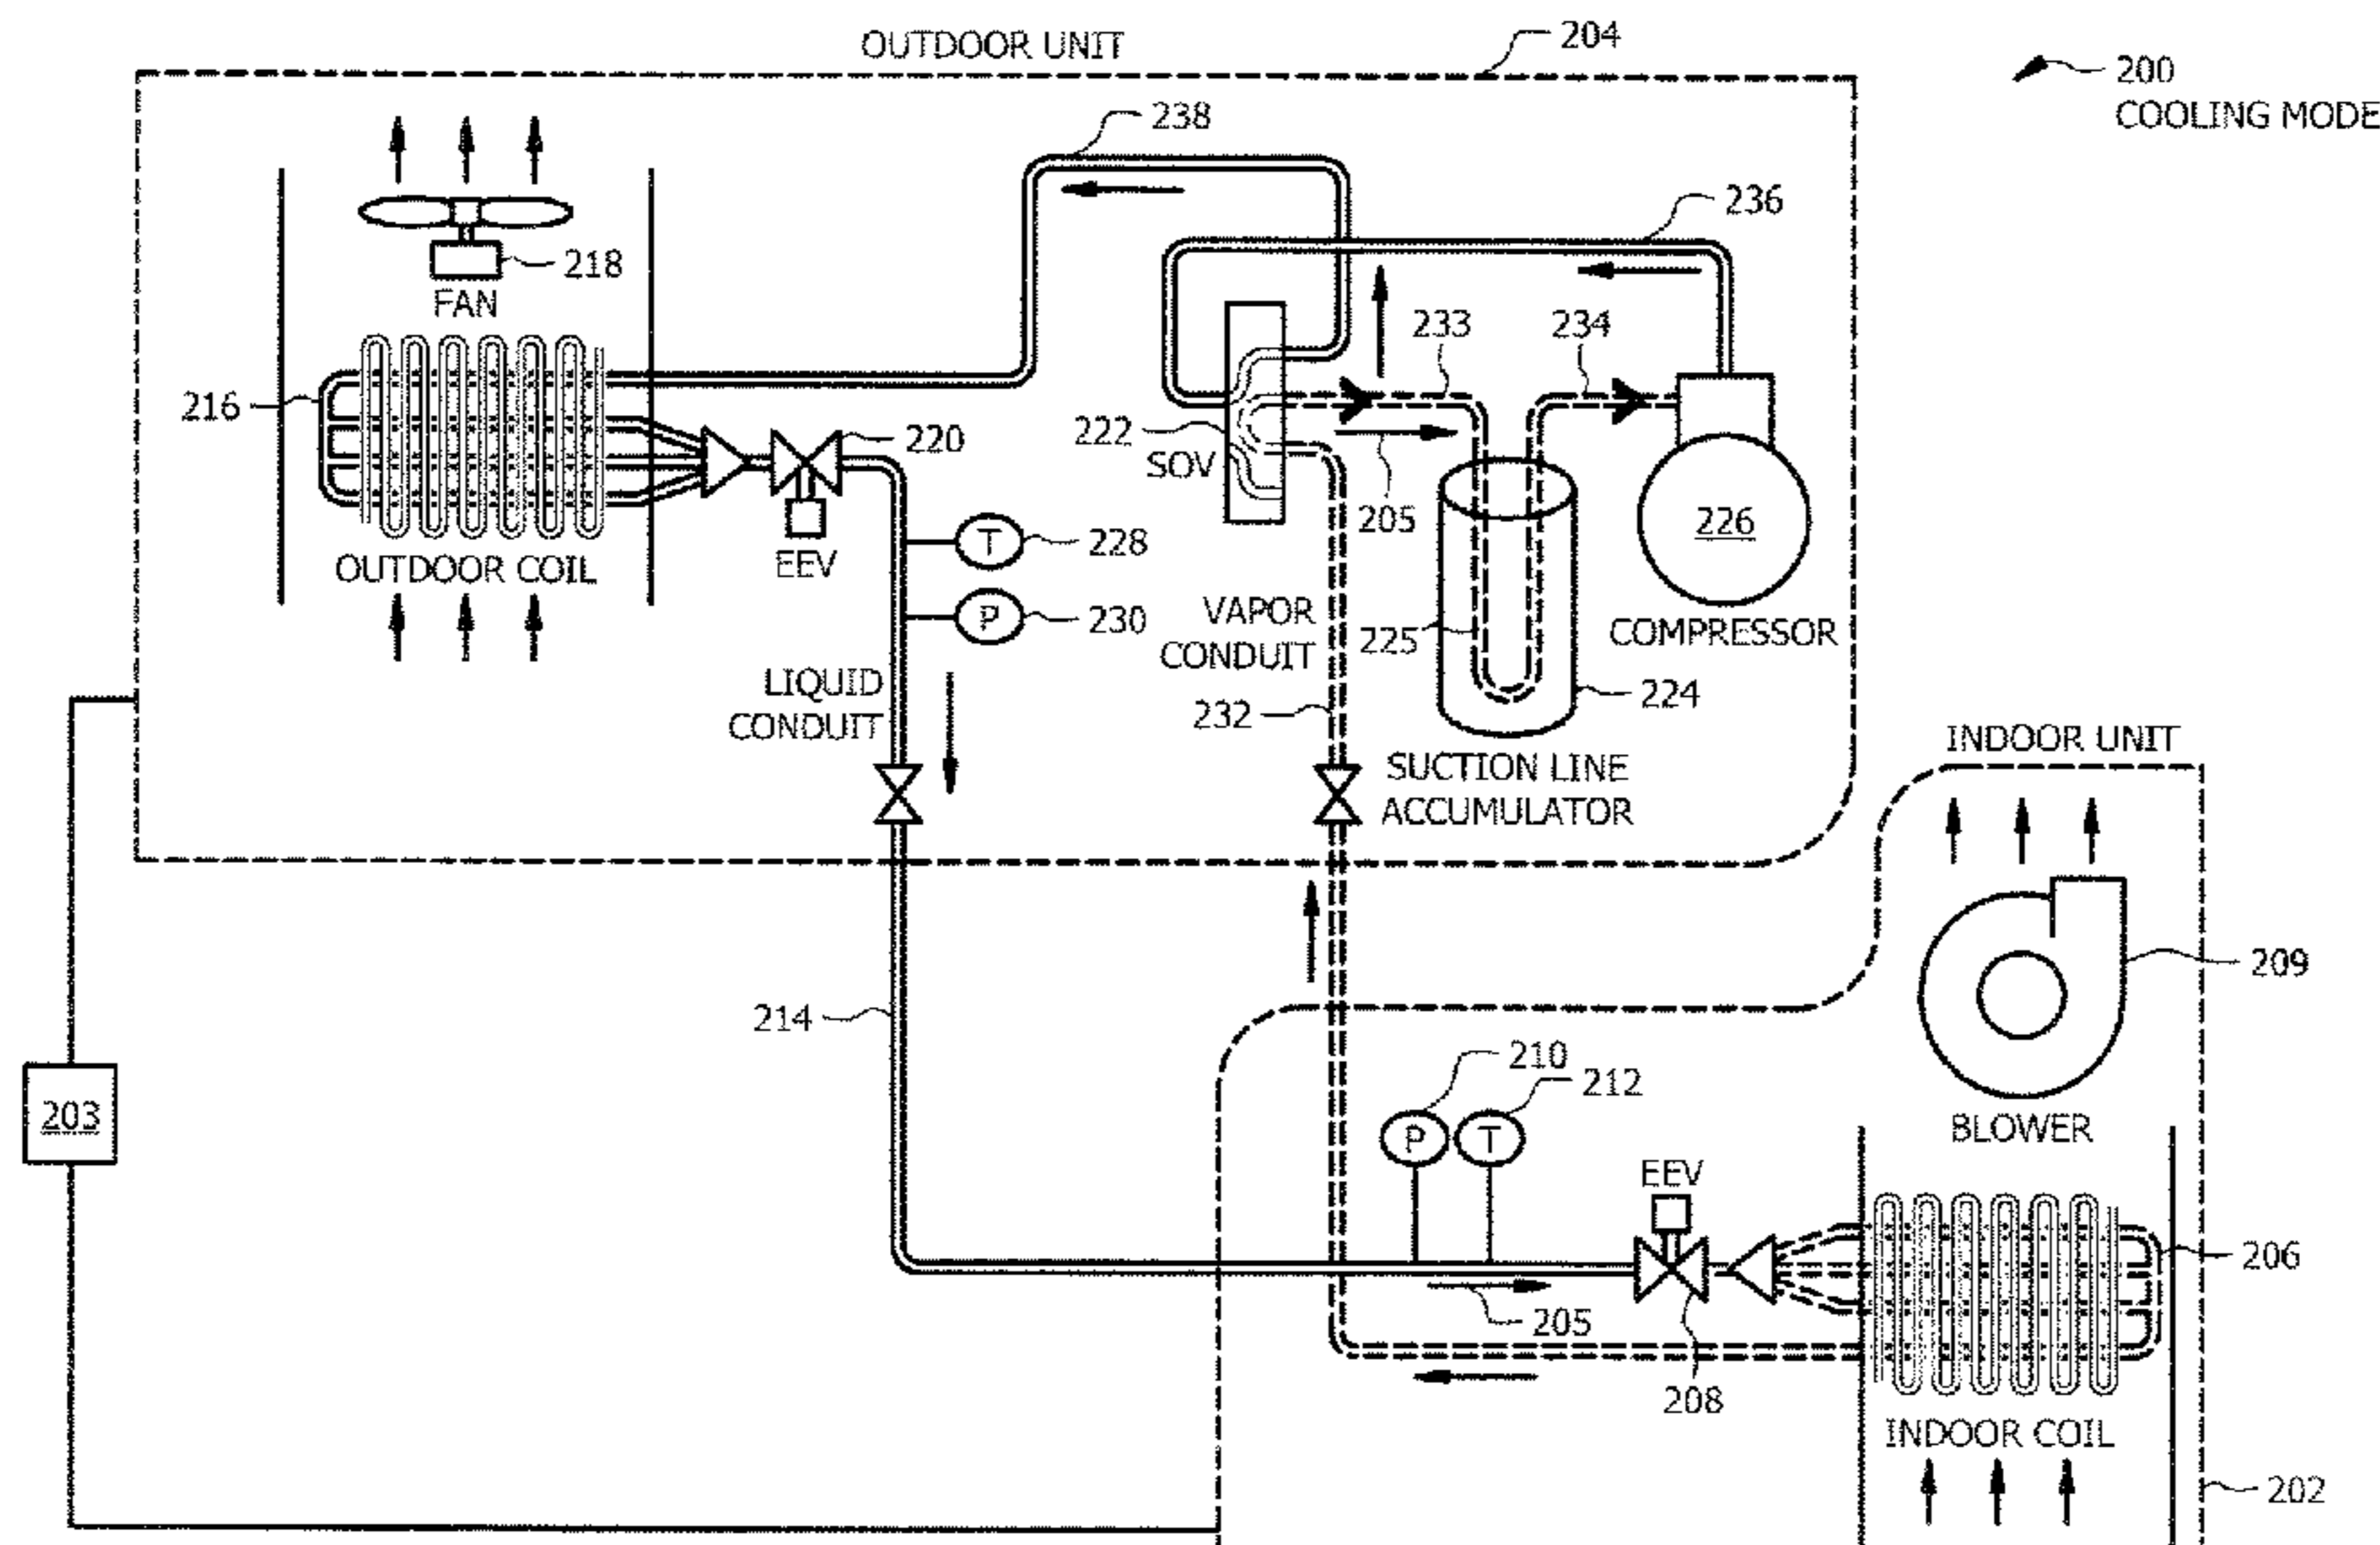 OUTDOOR UNIT
204
200
COOLING MODE
238
236
218
FAN
233
234
216
220
222
SOV
205
226
T
228
EEV
OUTDOOR COIL
P
230
VAPOR
CONDUIT
225
COMPRESSOR
LIQUID
CONDUIT
224
232
INDOOR UNIT
SUCTION LINE
ACCUMULATOR
209
214
210
212
203
P
T
BLOWER
EEV
206
205
208
INDOOR COIL
202